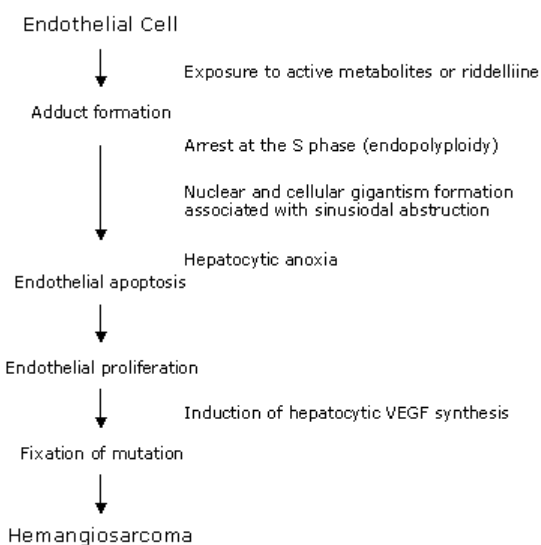 Endothelial Cell
Exposure to active metabolites or riddelliine
Adduct formation
Arrest at the S phase (endopolyploidy)
Nuclear and cellular gigantism formation
associated with sinusiodal abstruction
Hepatocytic anoxia
Endothelial apoptosis
Endothelial proliferation
Induction of hepatocytic VEGF synthesis
Fixation of mutation
Hemangiosarcoma